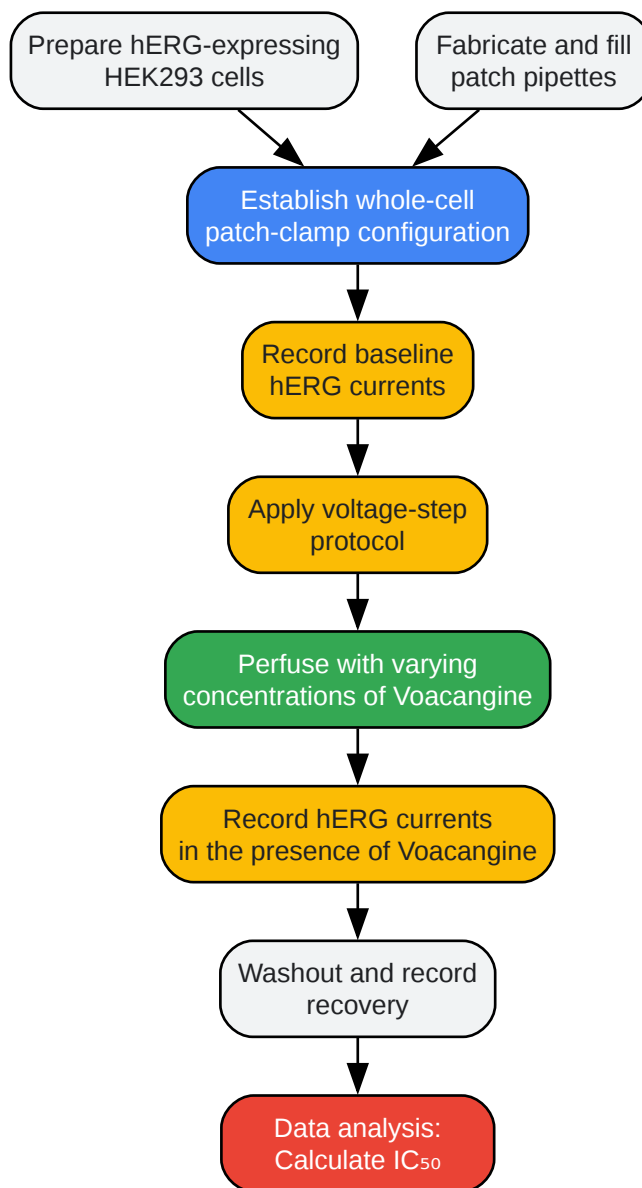 Prepare hERG-expressing
HEK293 cells
Fabricate and fill
patch pipettes
Establish whole-cell
patch-clamp configuration
Record baseline
hERG currents
Apply voltage-step
protocol
Perfuse with varying
concentrations of Voacangine
Record hERG currents
in the presence of Voacangine
Washout and record
recovery
Data analysis:
Calculate IC₅₀